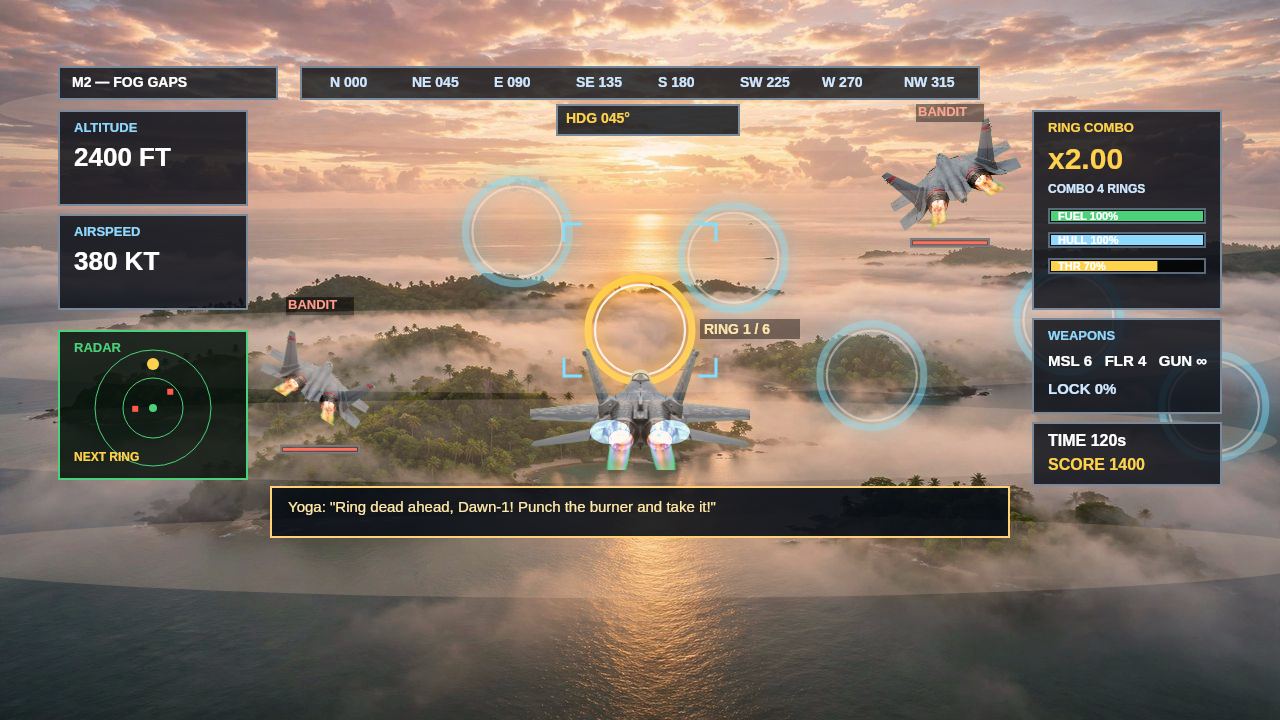 M2 — FOG GAPS
N 000 NE 045 E 090 SE 135 S 180 SW 225 W 270 NW 315
HDG 045°
ALTITUDE
2400 FT
AIRSPEED
380 KT
RADAR
NEXT RING
BANDIT
BANDIT
RING 1 / 6
RING COMBO
x2.00
COMBO 4 RINGS
FUEL 100%
HULL 100%
THR 70%
WEAPONS
MSL 6 FLR 4 GUN ∞
LOCK 0%
TIME 120s
SCORE 1400
Yoga: "Ring dead ahead, Dawn-1! Punch the burner and take it!"